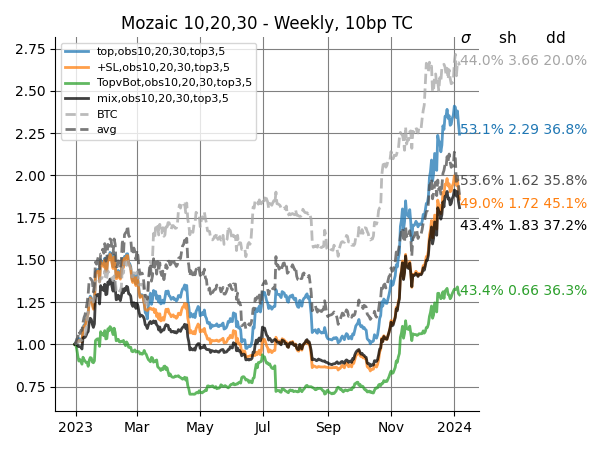 Mozaic 10,20,30 - Weekly, 10bp TC
σ sh dd
2.75
2.50
2.25
2.00
1.75
1.50
1.25
1.00
0.75
top,obs10,20,30,top3,5
+SL,obs10,20,30,top3,5
TopvBot,obs10,20,30,top3,5
mix,obs10,20,30,top3,5
BTC
avg
44.0% 3.66 20.0%
53.1% 2.29 36.8%
53.6% 1.62 35.8%
49.0% 1.72 45.1%
43.4% 1.83 37.2%
43.4% 0.66 36.3%
2023 Mar May Jul Sep Nov 2024